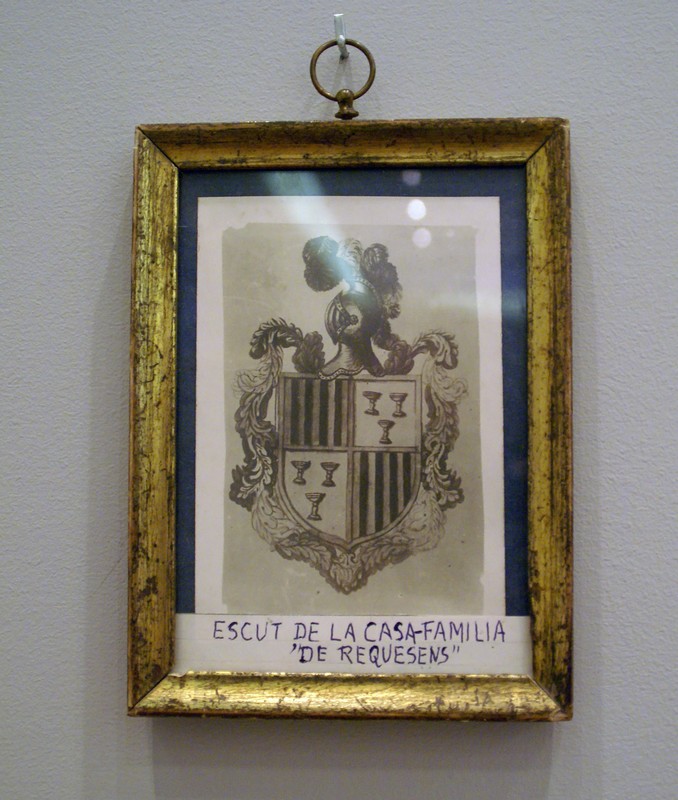 ESCUT DE LA CASA-FAMILIA
"DE REQUESENS"